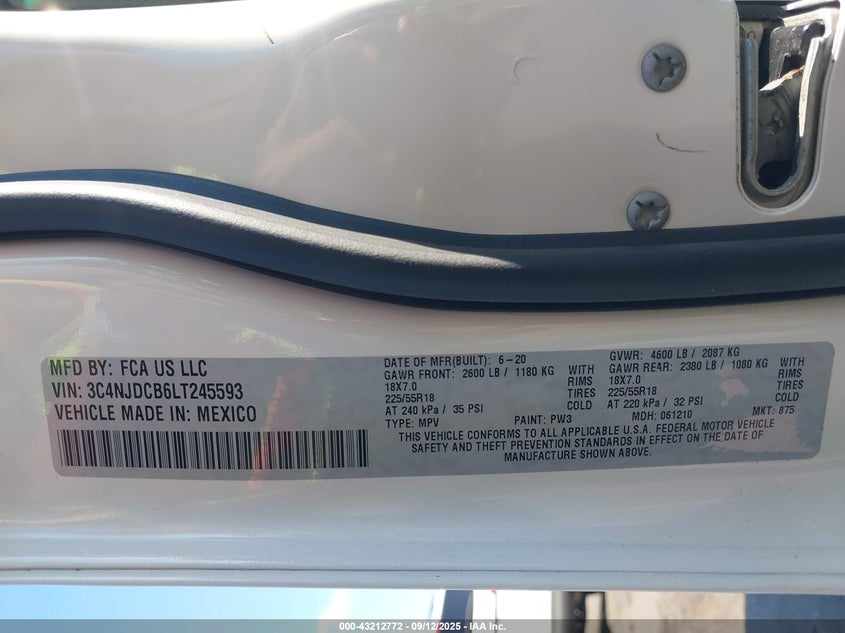 MFD BY: FCA US LLC
VIN: 3C4NJDCB6LT245593
VEHICLE MADE IN: MEXICO
DATE OF MFR(BUILT): 6-20
GAWR FRONT: 2600 LB / 1180 KG WITH
18X7.0 RIMS
225/55R18 TIRES
AT 240 kPa / 35 PSI COLD
TYPE: MPV
GVWR: 4600 LB / 2087 KG
GAWR REAR: 2380 LB / 1080 KG WITH
18X7.0 RIMS
225/55R18 TIRES
AT 220 kPa / 32 PSI COLD
PAINT: PW3 MDH: 061210 MKT: 875
THIS VEHICLE CONFORMS TO ALL APPLICABLE U.S.A. FEDERAL MOTOR VEHICLE
SAFETY AND THEFT PREVENTION STANDARDS IN EFFECT ON THE DATE OF
MANUFACTURE SHOWN ABOVE.
000-43212772 - 09/12/2025 - IAA Inc.